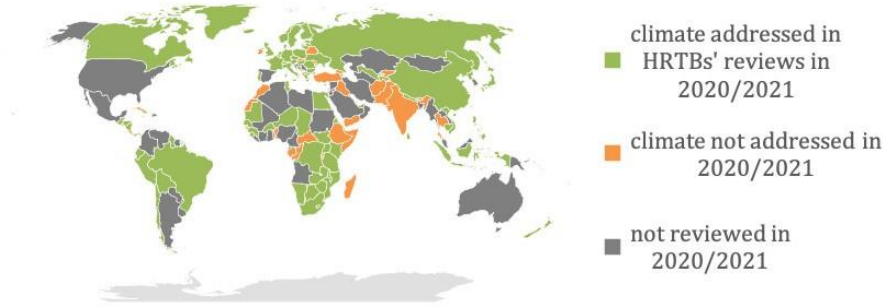 climate addressed in
HRTBs' reviews in
2020/2021
climate not addressed in
2020/2021
not reviewed in
2020/2021